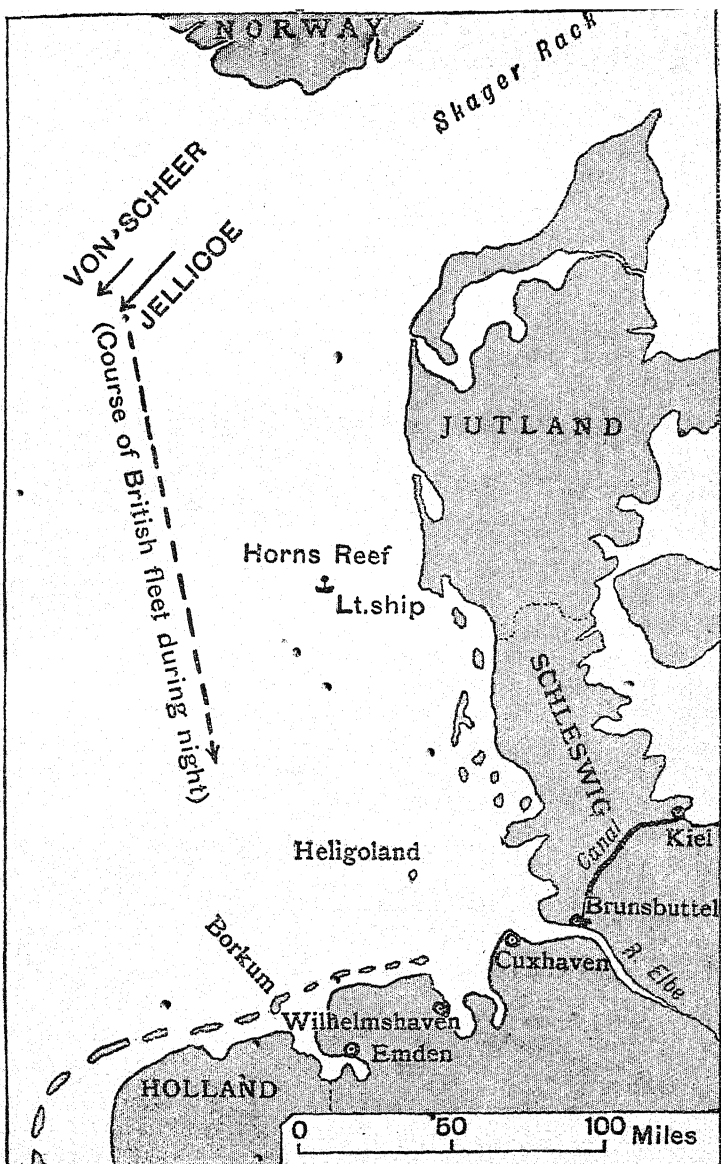 NORWAY
Skager Rack
VON SCHEER
JELLICOE
(Course of British fleet during night)
JUTLAND
Horns Reef
Lt.ship
SCHLESWIG
Canal
Kiel
Heligoland
Brunsbuttel
Borkum
Cuxhaven
R Elbe
Wilhelmshaven
Emden
HOLLAND
0 50 100 Miles